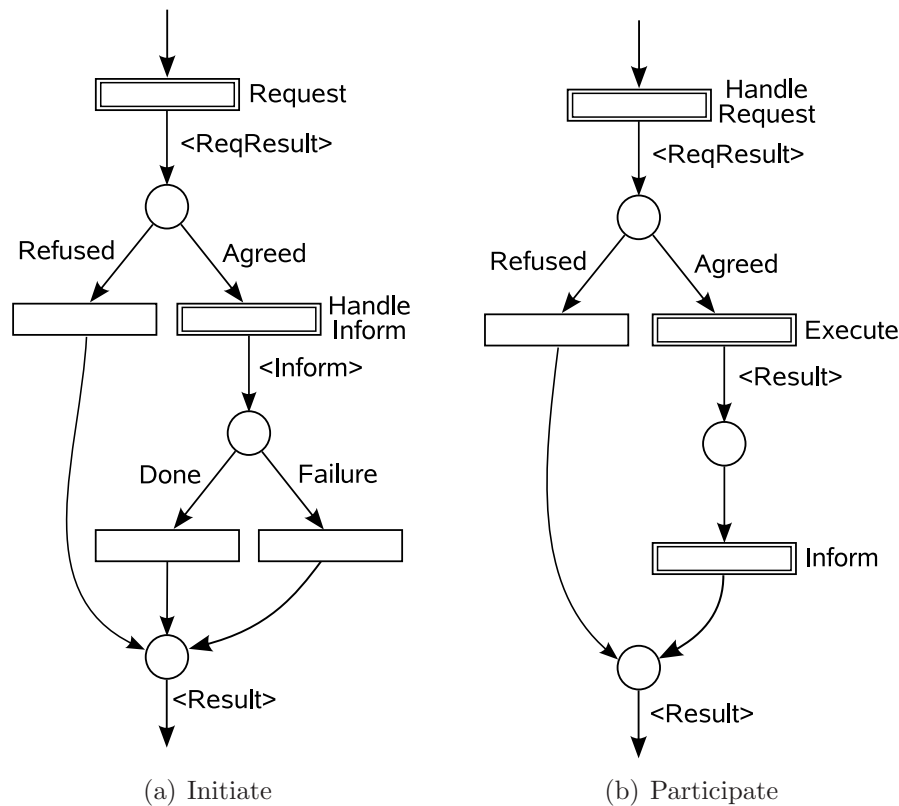 Request
<ReqResult>
Refused
Agreed
Handle
Inform
<Inform>
Done
Failure
<Result>
(a) Initiate
Handle
Request
<ReqResult>
Refused
Agreed
Execute
<Result>
Inform
<Result>
(b) Participate